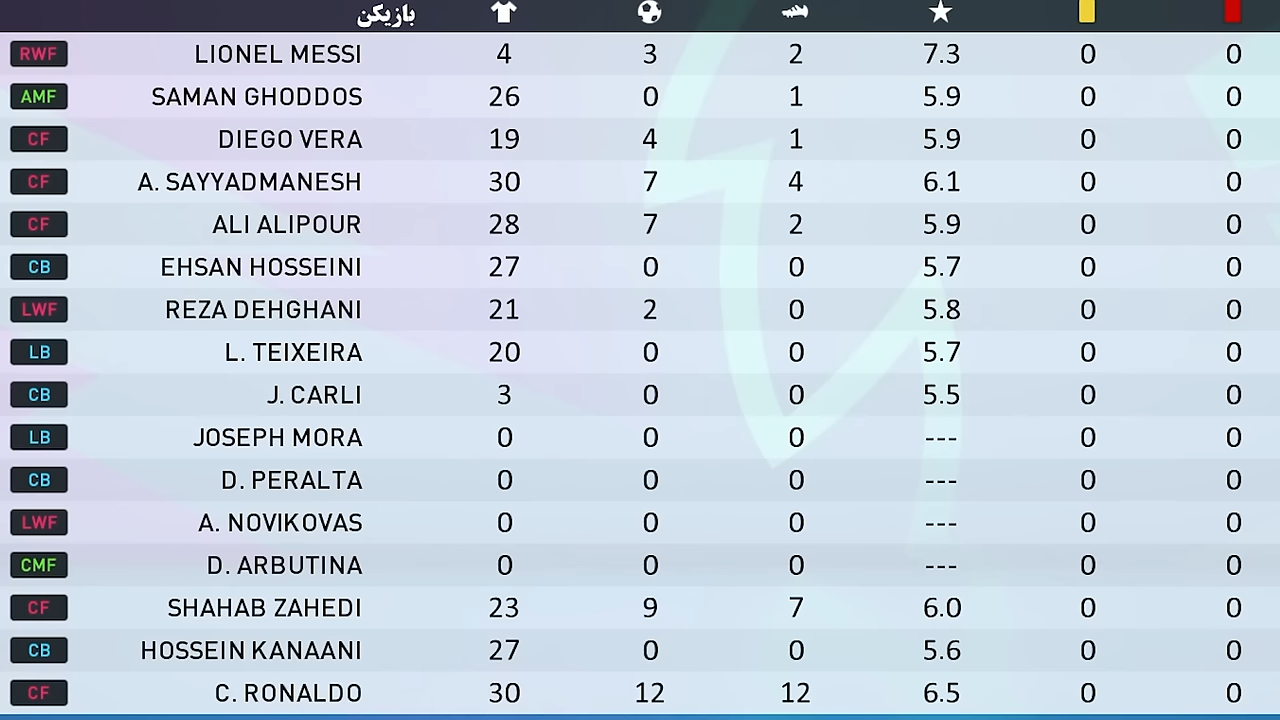 بازیکن
RWF LIONEL MESSI 4 3 2 7.3 0 0
AMF SAMAN GHODDOS 26 0 1 5.9 0 0
CF DIEGO VERA 19 4 1 5.9 0 0
CF A. SAYYADMANESH 30 7 4 6.1 0 0
CF ALI ALIPOUR 28 7 2 5.9 0 0
CB EHSAN HOSSEINI 27 0 0 5.7 0 0
LWF REZA DEHGHANI 21 2 0 5.8 0 0
LB L. TEIXEIRA 20 0 0 5.7 0 0
CB J. CARLI 3 0 0 5.5 0 0
LB JOSEPH MORA 0 0 0 --- 0 0
CB D. PERALTA 0 0 0 --- 0 0
LWF A. NOVIKOVAS 0 0 0 --- 0 0
CMF D. ARBUTINA 0 0 0 --- 0 0
CF SHAHAB ZAHEDI 23 9 7 6.0 0 0
CB HOSSEIN KANAANI 27 0 0 5.6 0 0
CF C. RONALDO 30 12 12 6.5 0 0